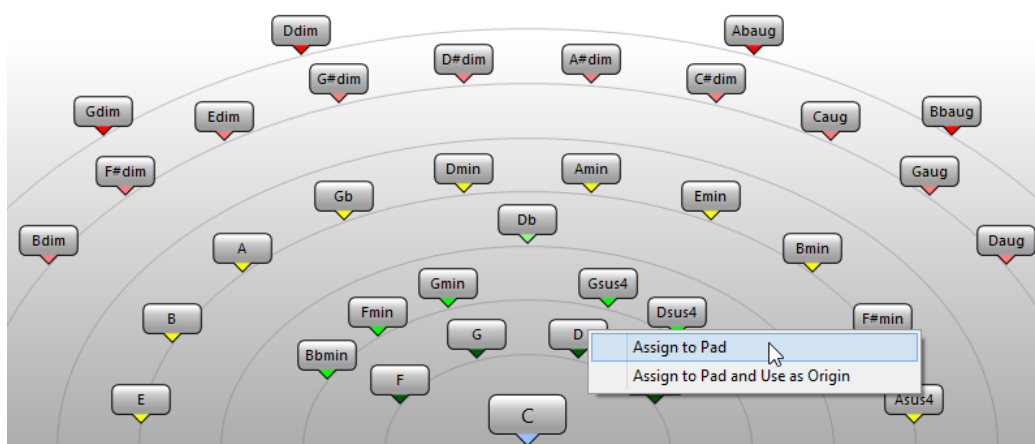 Ddim
Abaug
D#dim
A#dim
G#dim
C#dim
Gdim
Edim
Caug
Bbaug
F#dim
Dmin
Amin
Gaug
Gb
Emin
Db
Bdim
A
Bmin
Daug
Gmin
Gsus4
Fmin
Dsus4
B
F#min
G
D
Bbmin
Assign to Pad
F
Assign to Pad and Use as Origin
E
Asus4
C